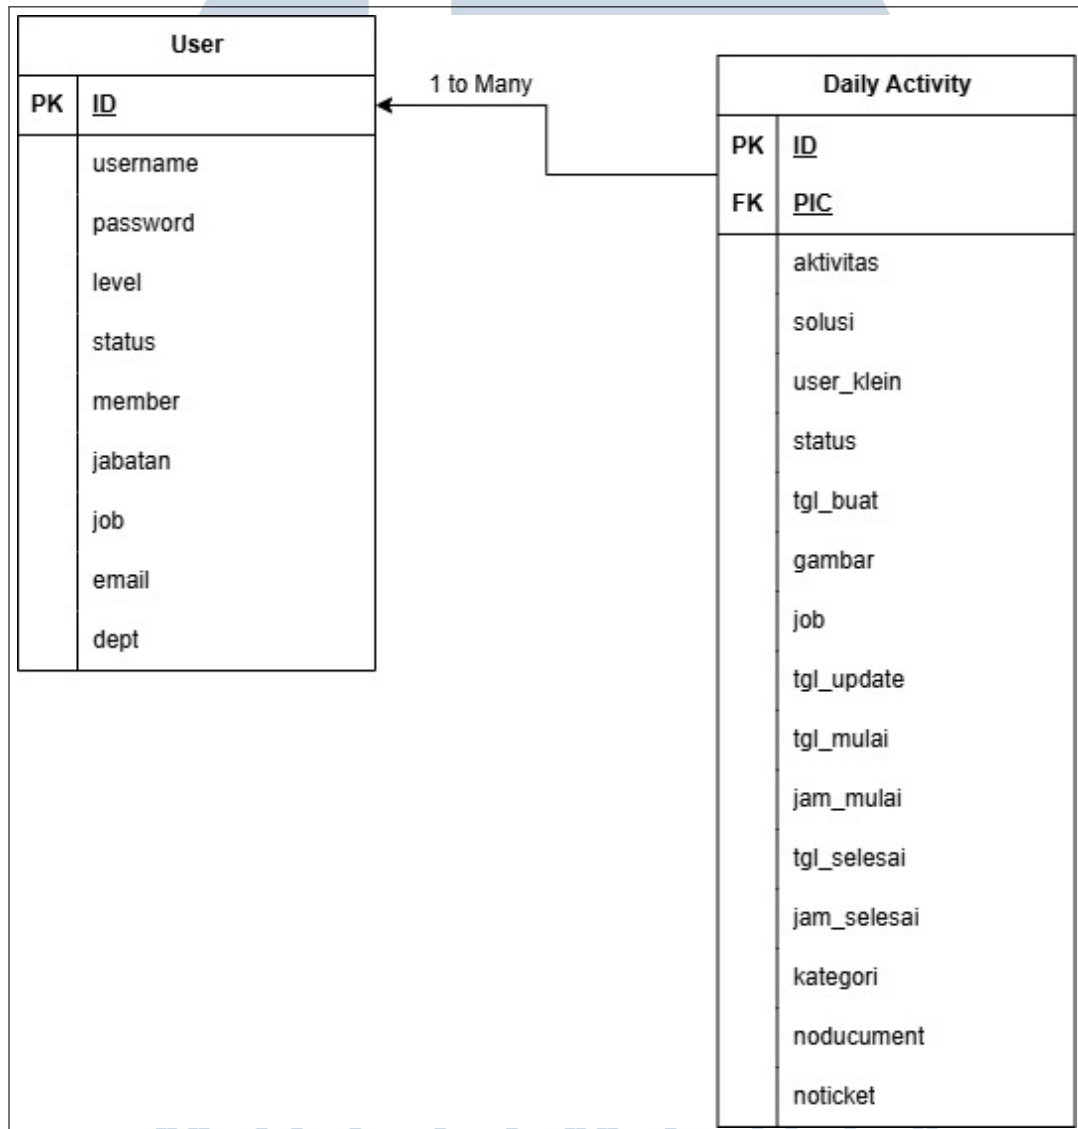 User
PK ID
username
password
level
status
member
jabatan
job
email
dept
1 to Many
Daily Activity
PK ID
FK PIC
aktivitas
solusi
user_klein
status
tgl_buat
gambar
job
tgl_update
tgl_mulai
jam_mulai
tgl_selesai
jam_selesai
kategori
noducument
noticket